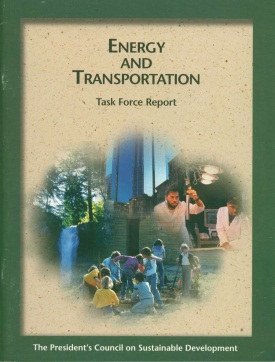 ENERGY
AND
TRANSPORTATION
Task Force Report
The President's Council on Sustainable Development